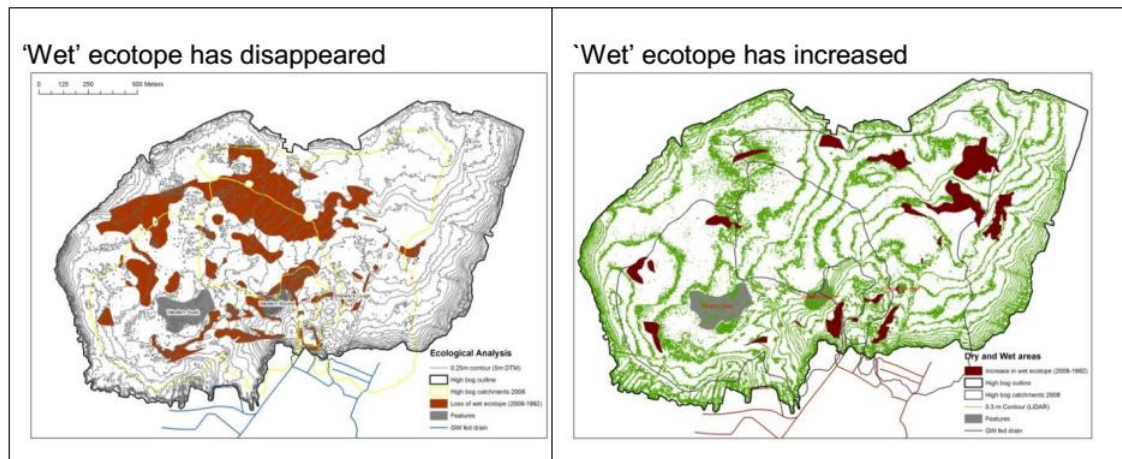 ‘Wet’ ecotope has disappeared
0 125 250 500 Meters
Ecological Analysis
0.25m contour (5m DTM)
High bog outline
High bog catchments 2008
Loss of wet ecotope (2009-1992)
Features
GW fed drain
`Wet’ ecotope has increased
Dry and Wet areas
Increase in wet ecotope (2009-1992)
High bog outline
High bog catchments 2008
0.3 m Contour (LiDAR)
Features
GW fed drain